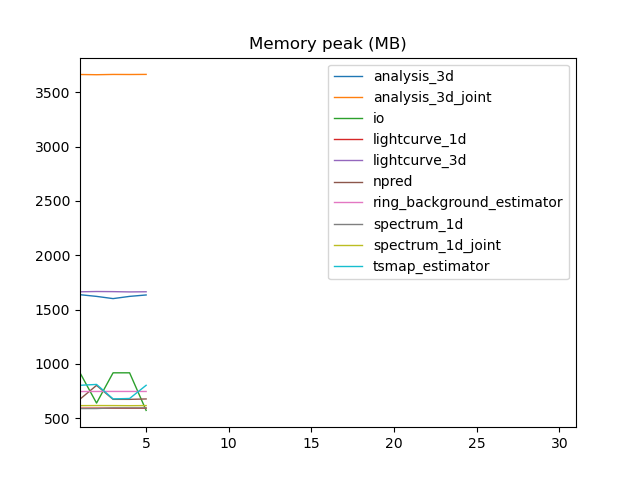 Memory peak (MB)
3500
3000
2500
2000
1500
1000
500
5
10
15
20
25
30
analysis_3d
analysis_3d_joint
io
lightcurve_1d
lightcurve_3d
npred
ring_background_estimator
spectrum_1d
spectrum_1d_joint
tsmap_estimator